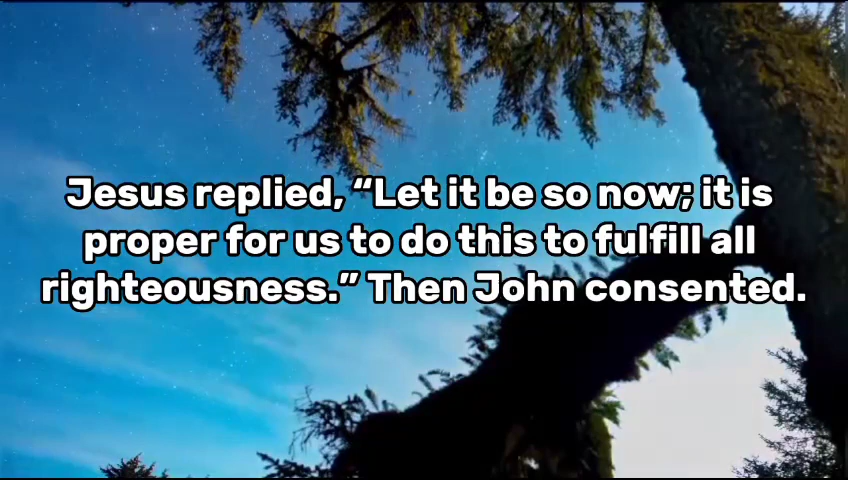 Jesus replied, “Let it be so now; it is
proper for us to do this to fulfill all
righteousness.” Then John consented.